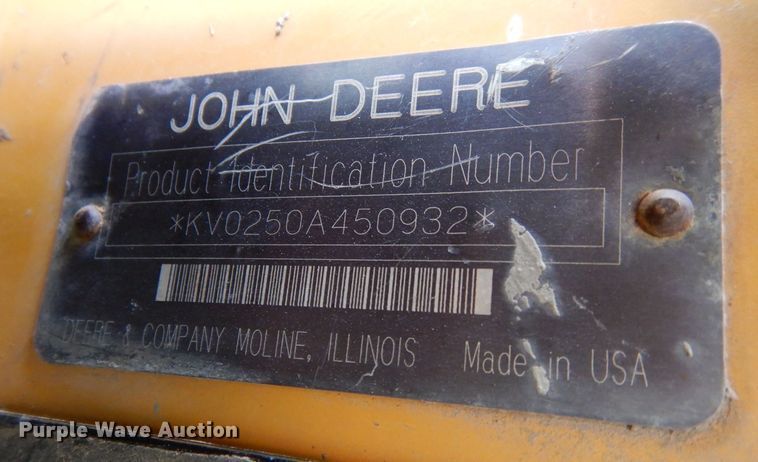 JOHN DEERE
Product Identification Number
*KV0250A450932*
DEERE & COMPANY MOLINE, ILLINOIS Made in USA
Purple Wave Auction